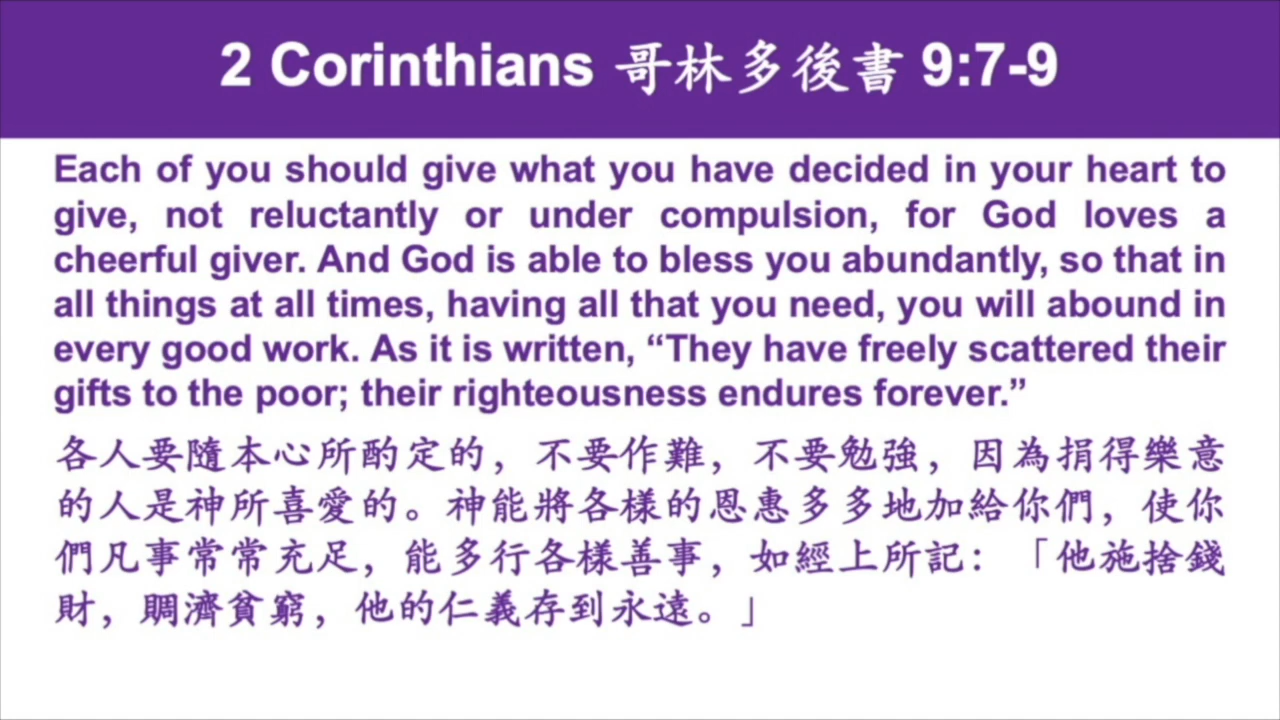 2 Corinthians 哥林多後書 9:7-9
Each of you should give what you have decided in your heart to
give, not reluctantly or under compulsion, for God loves a
cheerful giver. And God is able to bless you abundantly, so that in
all things at all times, having all that you need, you will abound in
every good work. As it is written, “They have freely scattered their
gifts to the poor; their righteousness endures forever.”
各人要隨本心所酌定的，不要作難，不要勉強，因為捐得樂意
的人是神所喜愛的。神能將各樣的恩惠多多地加給你們，使你
們凡事常常充足，能多行各樣善事，如經上所記：「他施捨錢
財，賙濟貧窮，他的仁義存到永遠。」